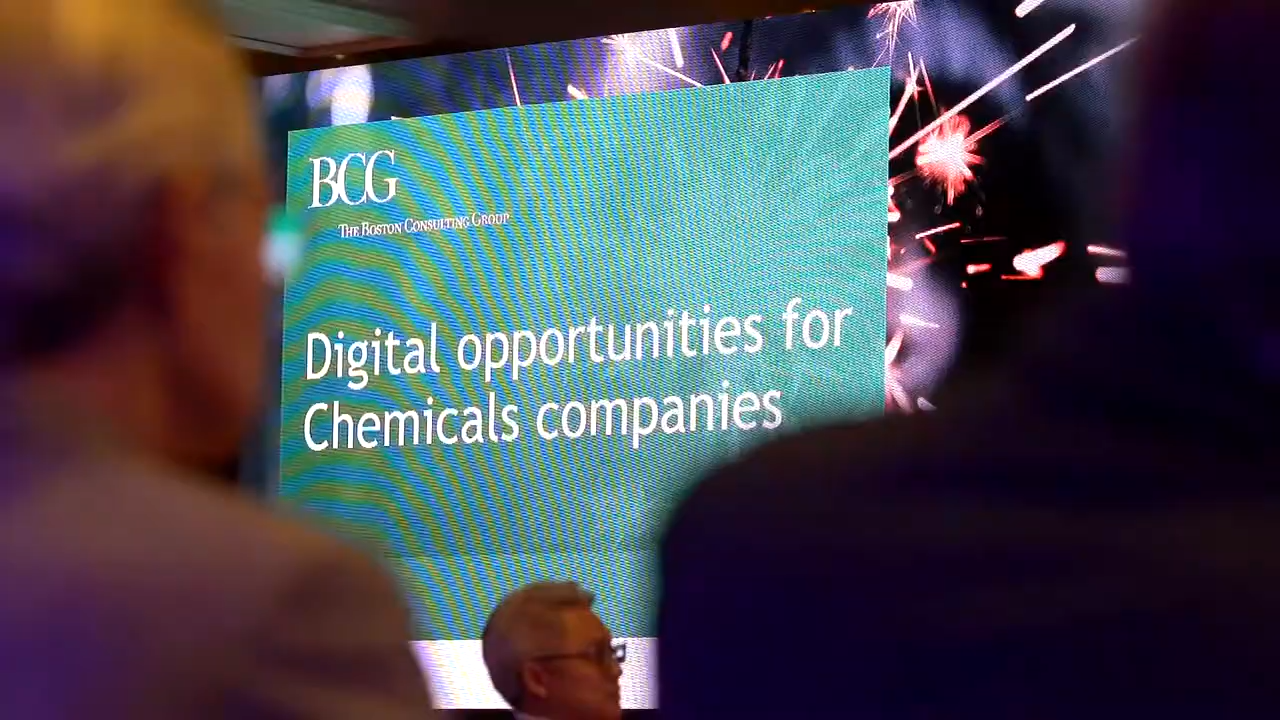 BCG
THE BOSTON CONSULTING GROUP
Digital opportunities for
Chemicals companies